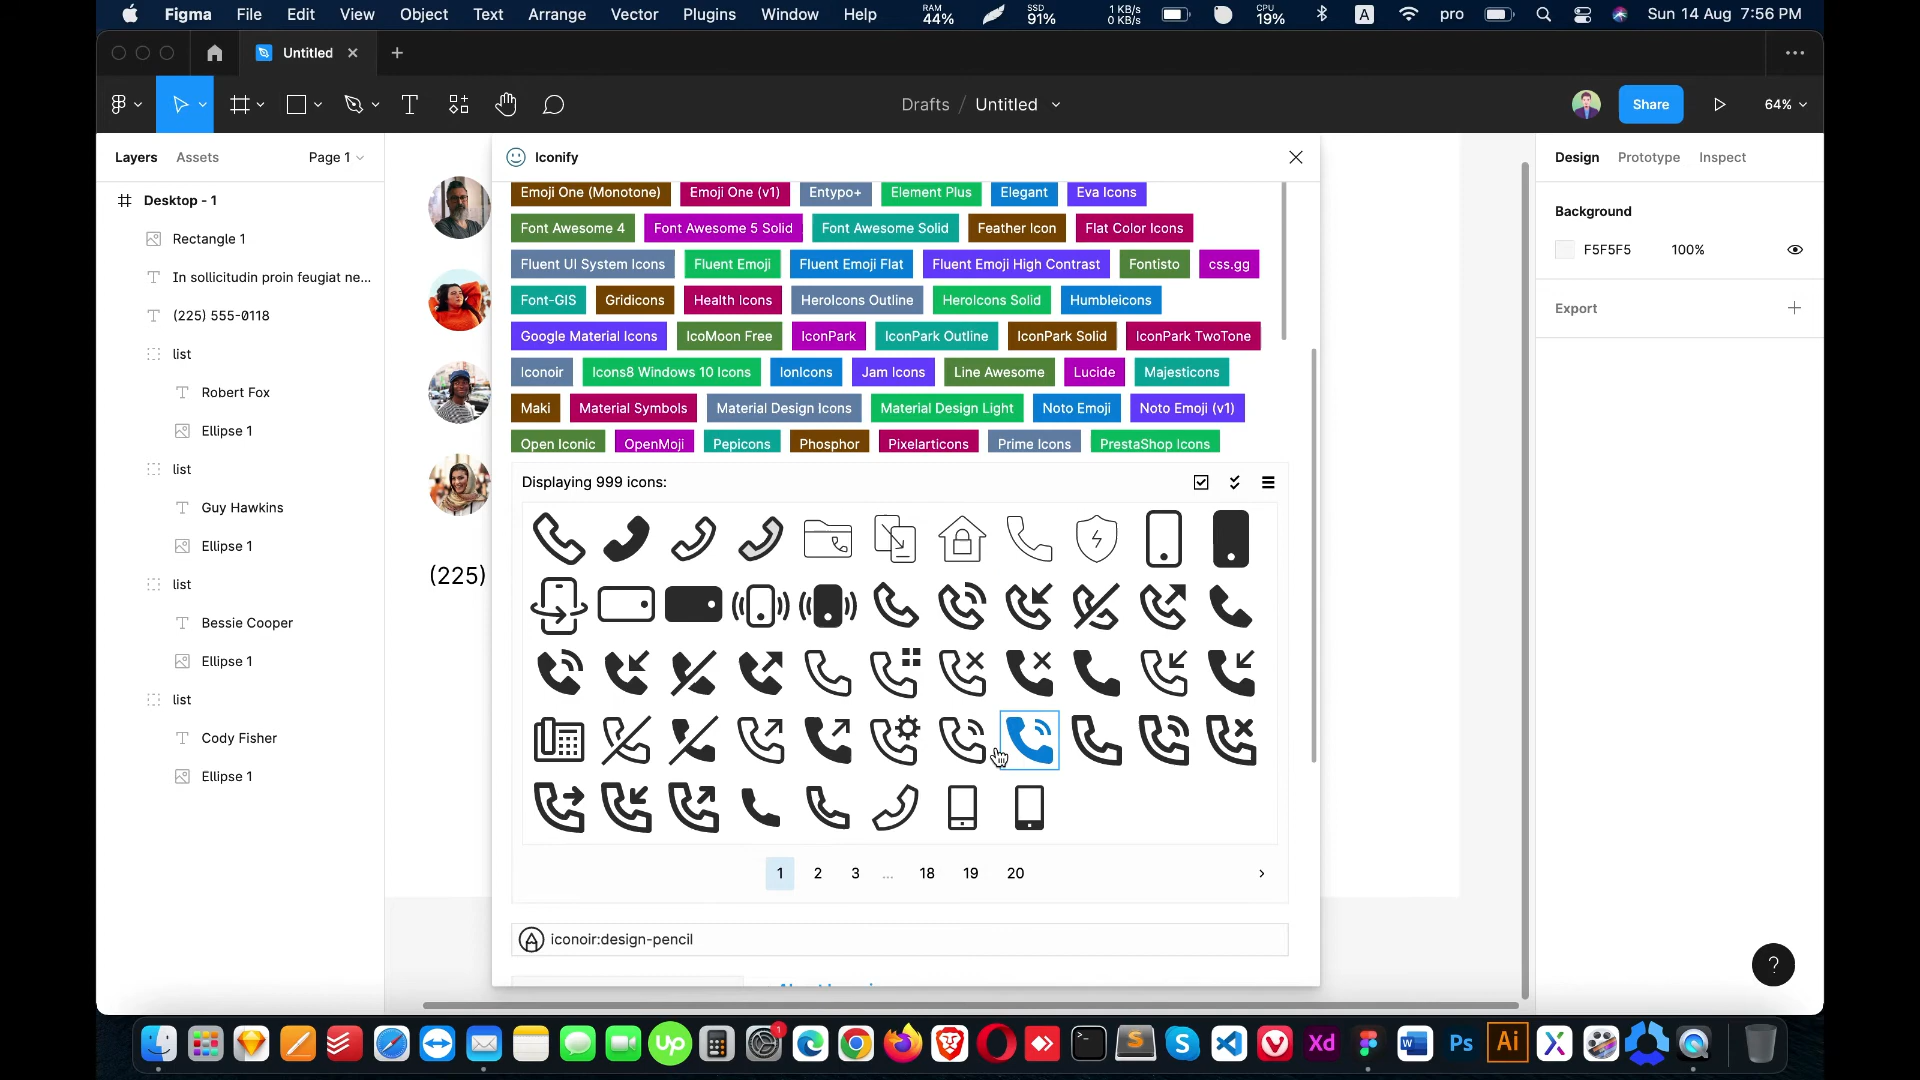 Figma File Edit View Object Text Arrange Vector Plugins Window Help RAM 44% SSD 91% 1 KB/s 0 KB/s CPU 19% A pro Sun 14 Aug 7:56 PM
Untitled
Drafts / Untitled Share 64%
Layers Assets Page 1
Desktop - 1
Rectangle 1
In sollicitudin proin feugiat ne...
(225) 555-0118
list
Robert Fox
Ellipse 1
list
Guy Hawkins
Ellipse 1
list
Bessie Cooper
Ellipse 1
list
Cody Fisher
Ellipse 1
(225)
Iconify
Emoji One (Monotone) Emoji One (v1) Entypo+ Element Plus Elegant Eva Icons
Font Awesome 4 Font Awesome 5 Solid Font Awesome Solid Feather Icon Flat Color Icons
Fluent UI System Icons Fluent Emoji Fluent Emoji Flat Fluent Emoji High Contrast Fontisto css.gg
Font-GIS Gridicons Health Icons HeroIcons Outline HeroIcons Solid Humbleicons
Google Material Icons IcoMoon Free IconPark IconPark Outline IconPark Solid IconPark TwoTone
Iconoir Icons8 Windows 10 Icons IonIcons Jam Icons Line Awesome Lucide Majesticons
Maki Material Symbols Material Design Icons Material Design Light Noto Emoji Noto Emoji (v1)
Open Iconic OpenMoji Pepicons Phosphor Pixelarticons Prime Icons PrestaShop Icons
Displaying 999 icons:
1 2 3 ... 18 19 20
iconoir:design-pencil
Design Prototype Inspect
Background
F5F5F5 100%
Export
?
Up 1 Xd W Ps Ai X